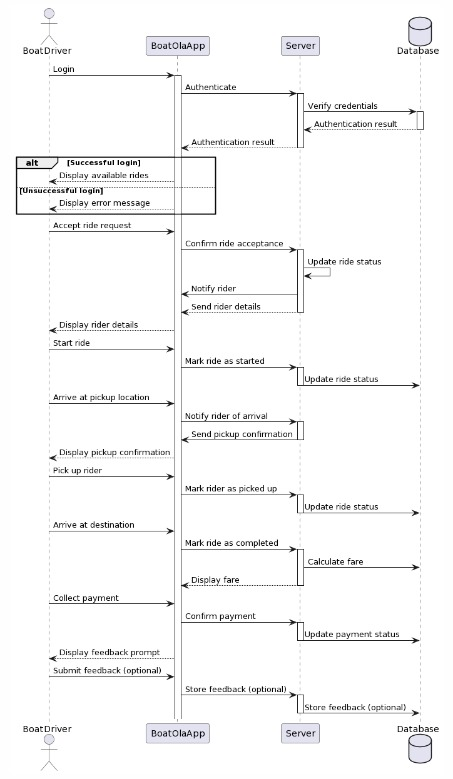 BoatDriver
BoatOlaApp
Server
Database
Login
Authenticate
Verify credentials
Authentication result
Authentication result
alt [Successful login]
Display available rides
[Unsuccessful login]
Display error message
Accept ride request
Confirm ride acceptance
Update ride status
Notify rider
Send rider details
Display rider details
Start ride
Mark ride as started
Update ride status
Arrive at pickup location
Notify rider of arrival
Send pickup confirmation
Display pickup confirmation
Pick up rider
Mark rider as picked up
Update ride status
Arrive at destination
Mark ride as completed
Calculate fare
Display fare
Collect payment
Confirm payment
Update payment status
Display feedback prompt
Submit feedback (optional)
Store feedback (optional)
Store feedback (optional)
BoatDriver
BoatOlaApp
Server
Database